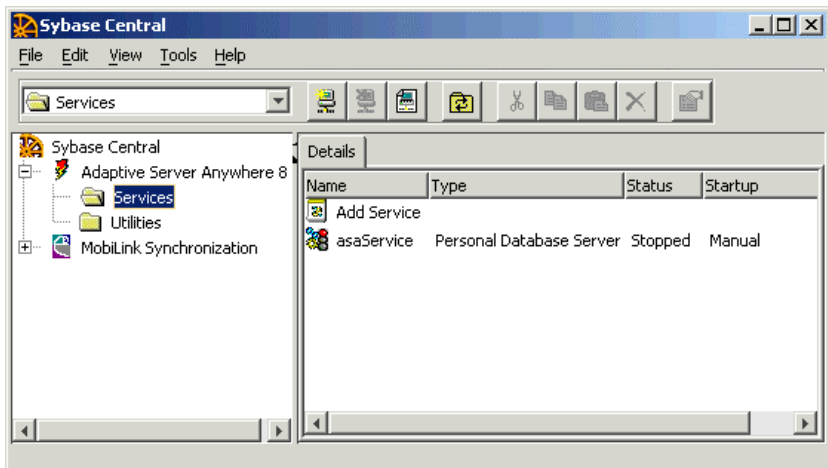 Sybase Central
File Edit View Tools Help
Services
Sybase Central
Adaptive Server Anywhere 8
Services
Utilities
MobiLink Synchronization
Details
Name Type Status Startup
Add Service
asaService Personal Database Server Stopped Manual